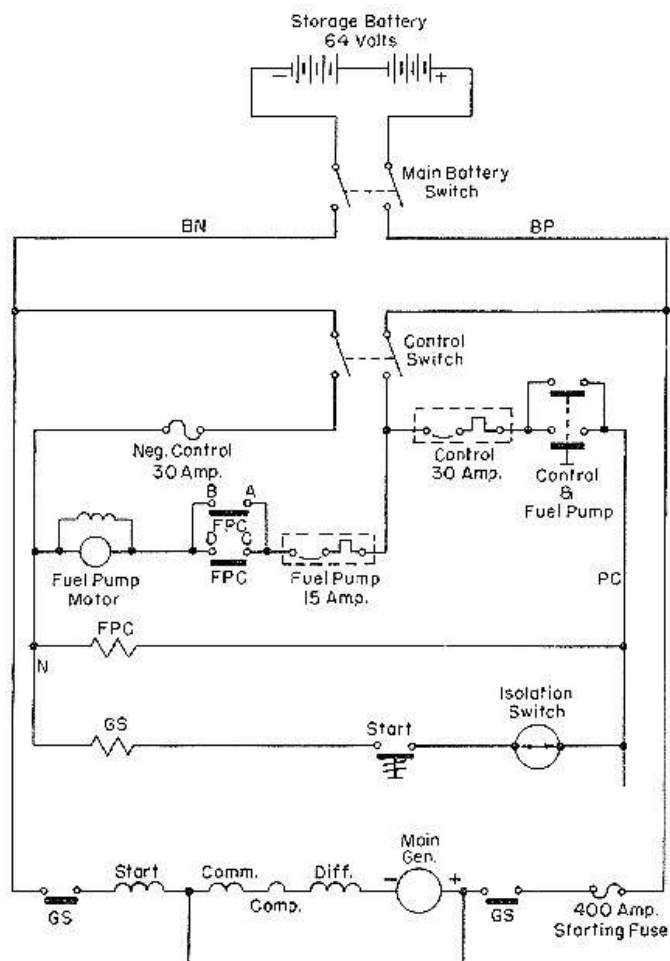 Storage Battery
64 Volts
−
+
Main Battery
Switch
BN
BP
Control
Switch
Neg. Control
30 Amp.
Control
30 Amp.
Control
&
Fuel Pump
B
A
FPC
D
C
FPC
Fuel Pump
Motor
Fuel Pump
15 Amp.
PC
FPC
N
GS
Start
Isolation
Switch
GS
Start
Comm.
Comp.
Diff.
−
Main
Gen.
+
GS
400 Amp.
Starting Fuse